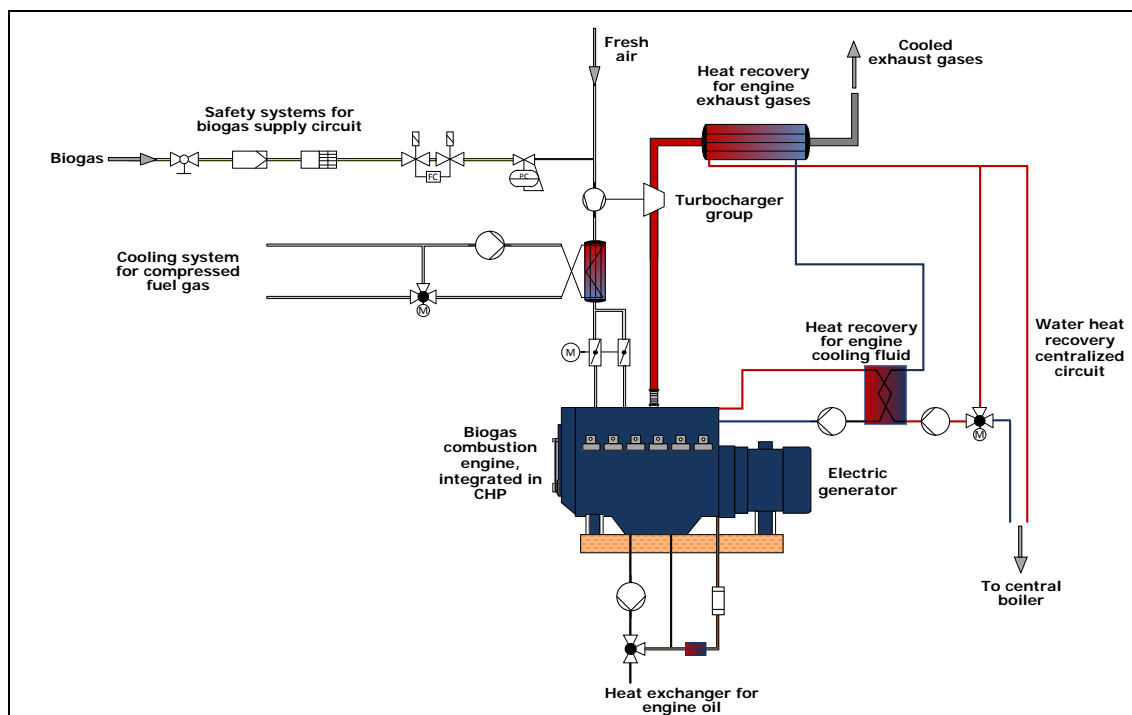 Fresh
air
Cooled
exhaust gases
Heat recovery
for engine
exhaust gases
Safety systems for
biogas supply circuit
Biogas
FC
PC
Turbocharger
group
Cooling system
for compressed
fuel gas
M
M
Heat recovery
for engine
cooling fluid
Water heat
recovery
centralized
circuit
M
Biogas
combustion
engine,
integrated in
CHP
Electric
generator
To central
boiler
Heat exchanger for
engine oil